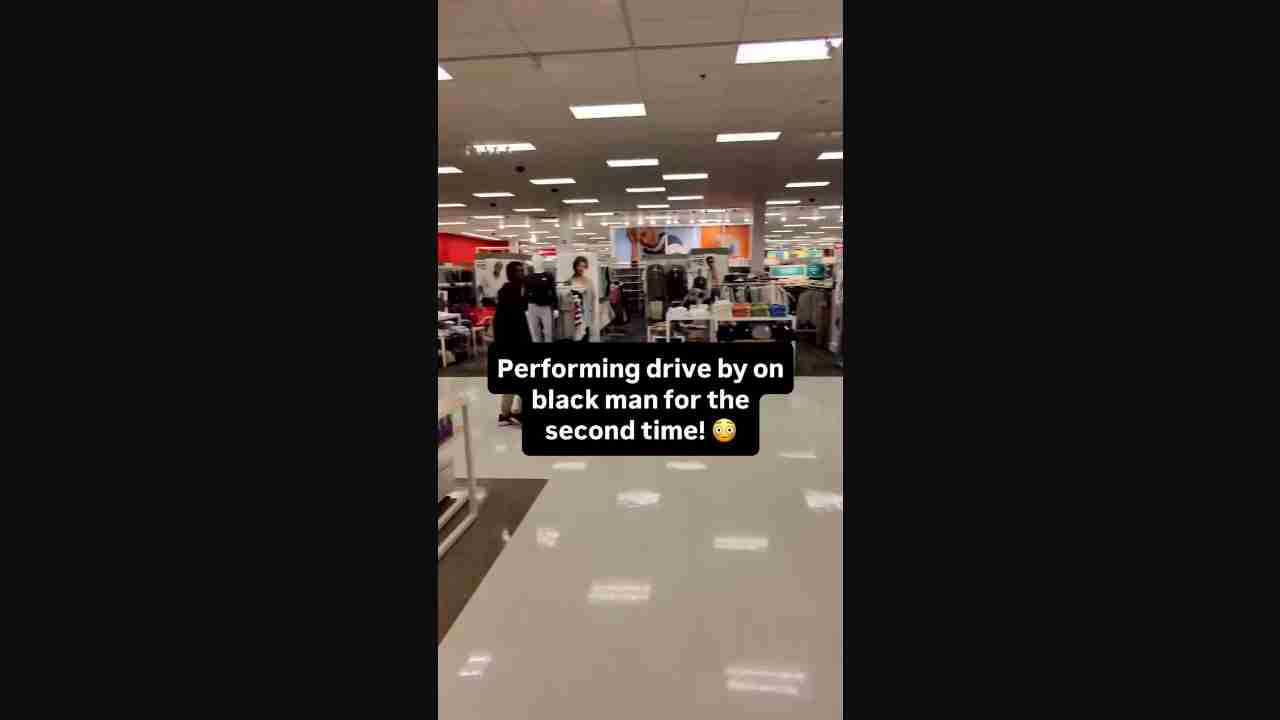 Performing drive by on
black man for the
second time! 😳